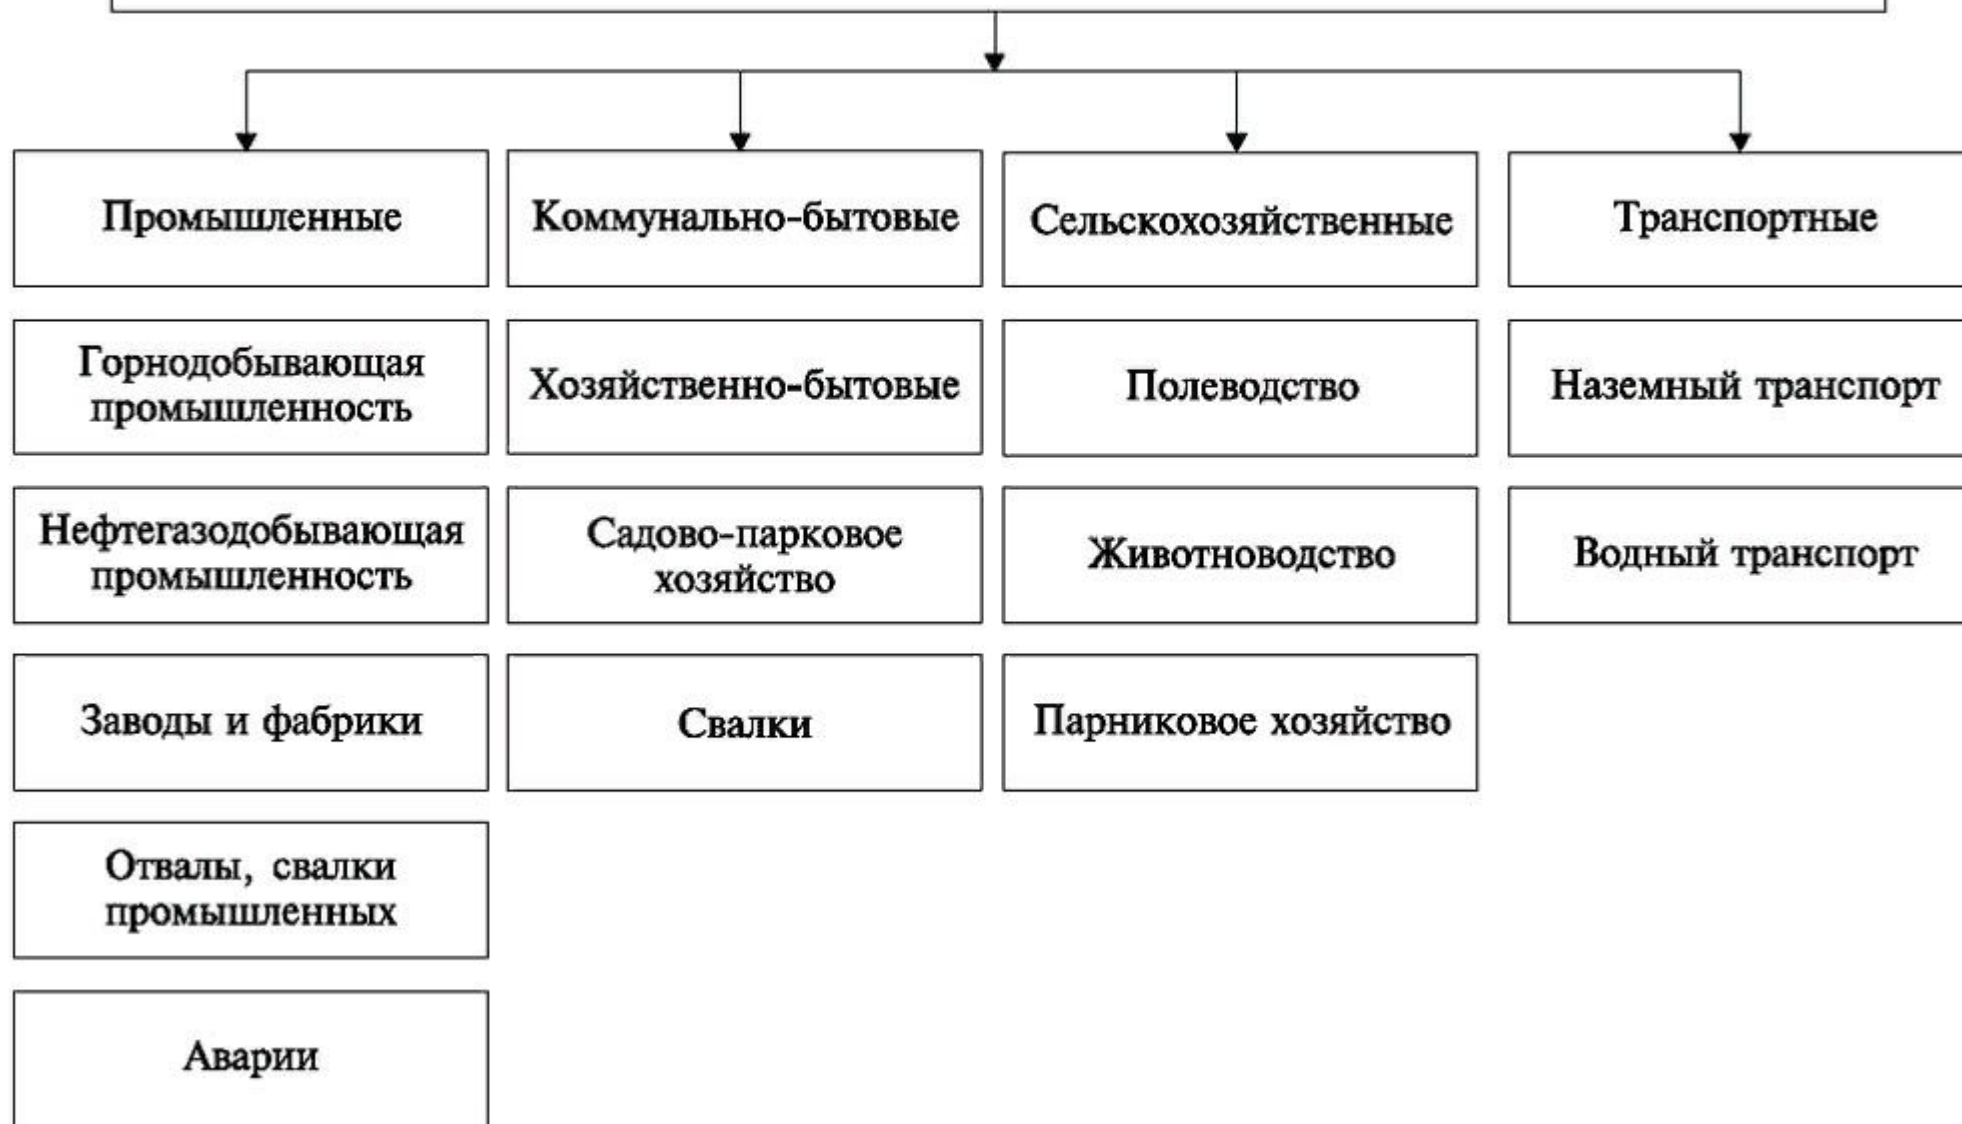 Промышленные
Коммунально-бытовые
Сельскохозяйственные
Транспортные
Горнодобывающая
промышленность
Хозяйственно-бытовые
Полеводство
Наземный транспорт
Нефтегазодобывающая
промышленность
Садово-парковое
хозяйство
Животноводство
Водный транспорт
Заводы и фабрики
Свалки
Парниковое хозяйство
Отвалы, свалки
промышленных
Аварии